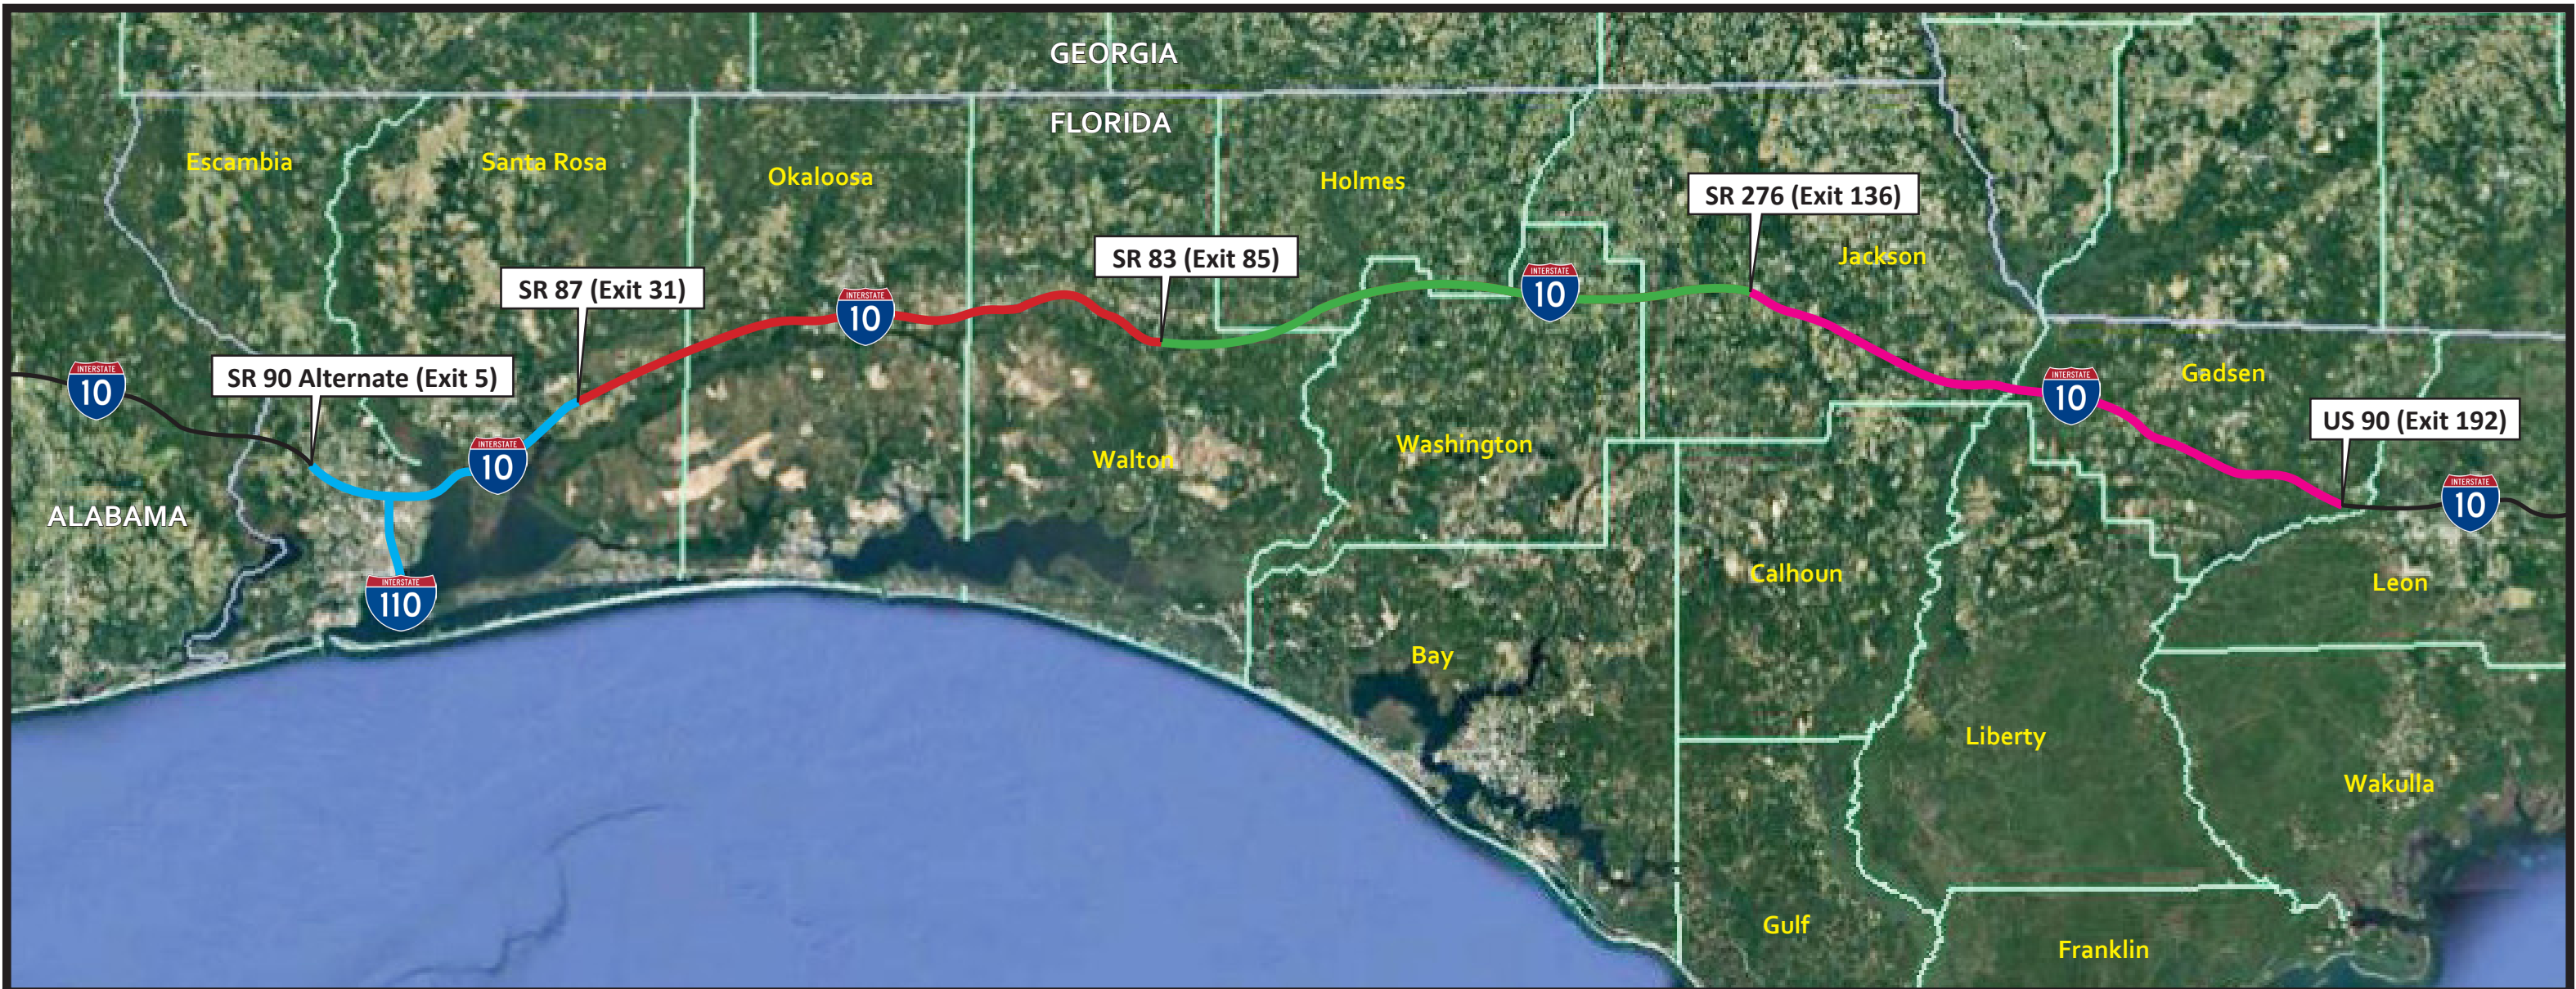 GEORGIA
FLORIDA
Escambia
Santa Rosa
Okaloosa
Holmes
SR 276 (Exit 136)
Jackson
SR 83 (Exit 85)
SR 87 (Exit 31)
INTERSTATE
10
INTERSTATE
10
SR 90 Alternate (Exit 5)
INTERSTATE
10
INTERSTATE
10
Gadsen
US 90 (Exit 192)
INTERSTATE
10
Walton
Washington
INTERSTATE
10
ALABAMA
INTERSTATE
110
Calhoun
Leon
Bay
Liberty
Wakulla
Gulf
Franklin